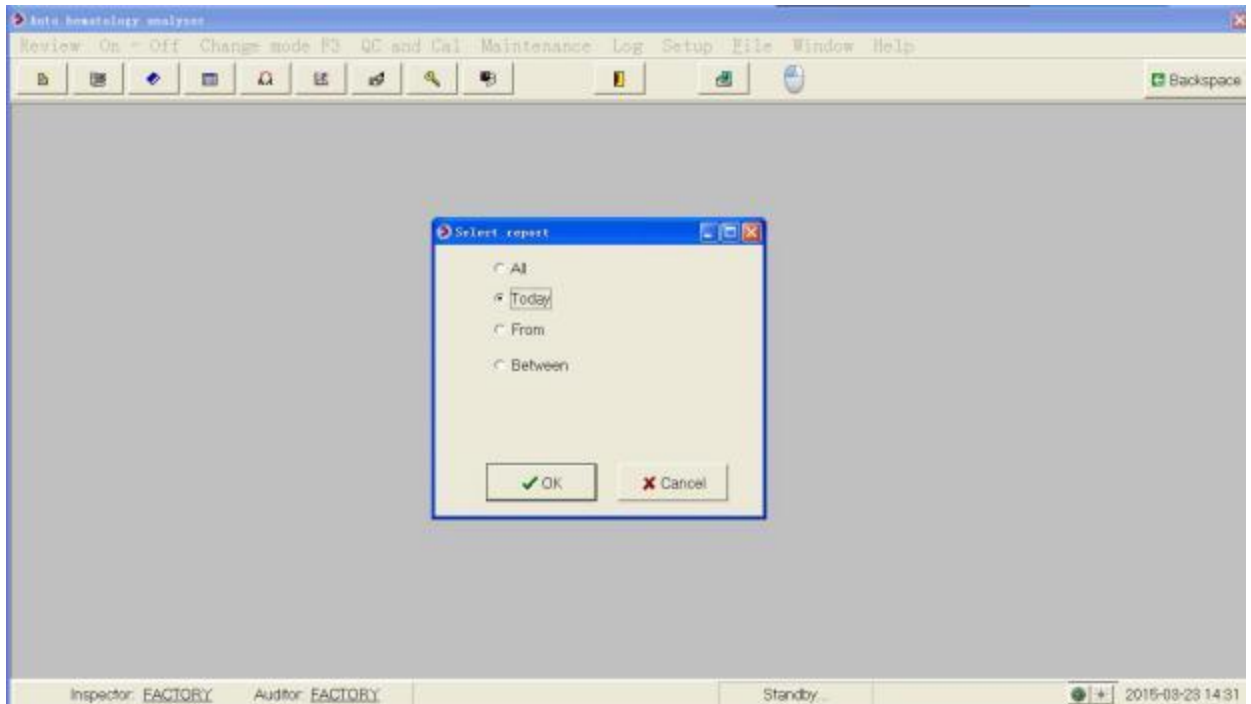 Auto hematology analyser
Review On - Off Change mode F3 QC and Cal Maintenance Log Setup File Window Help
Backspace
Select report
All
Today
From
Between
OK Cancel
Inspector: FACTORY Auditor: FACTORY Standby... 2015-03-23 14:31